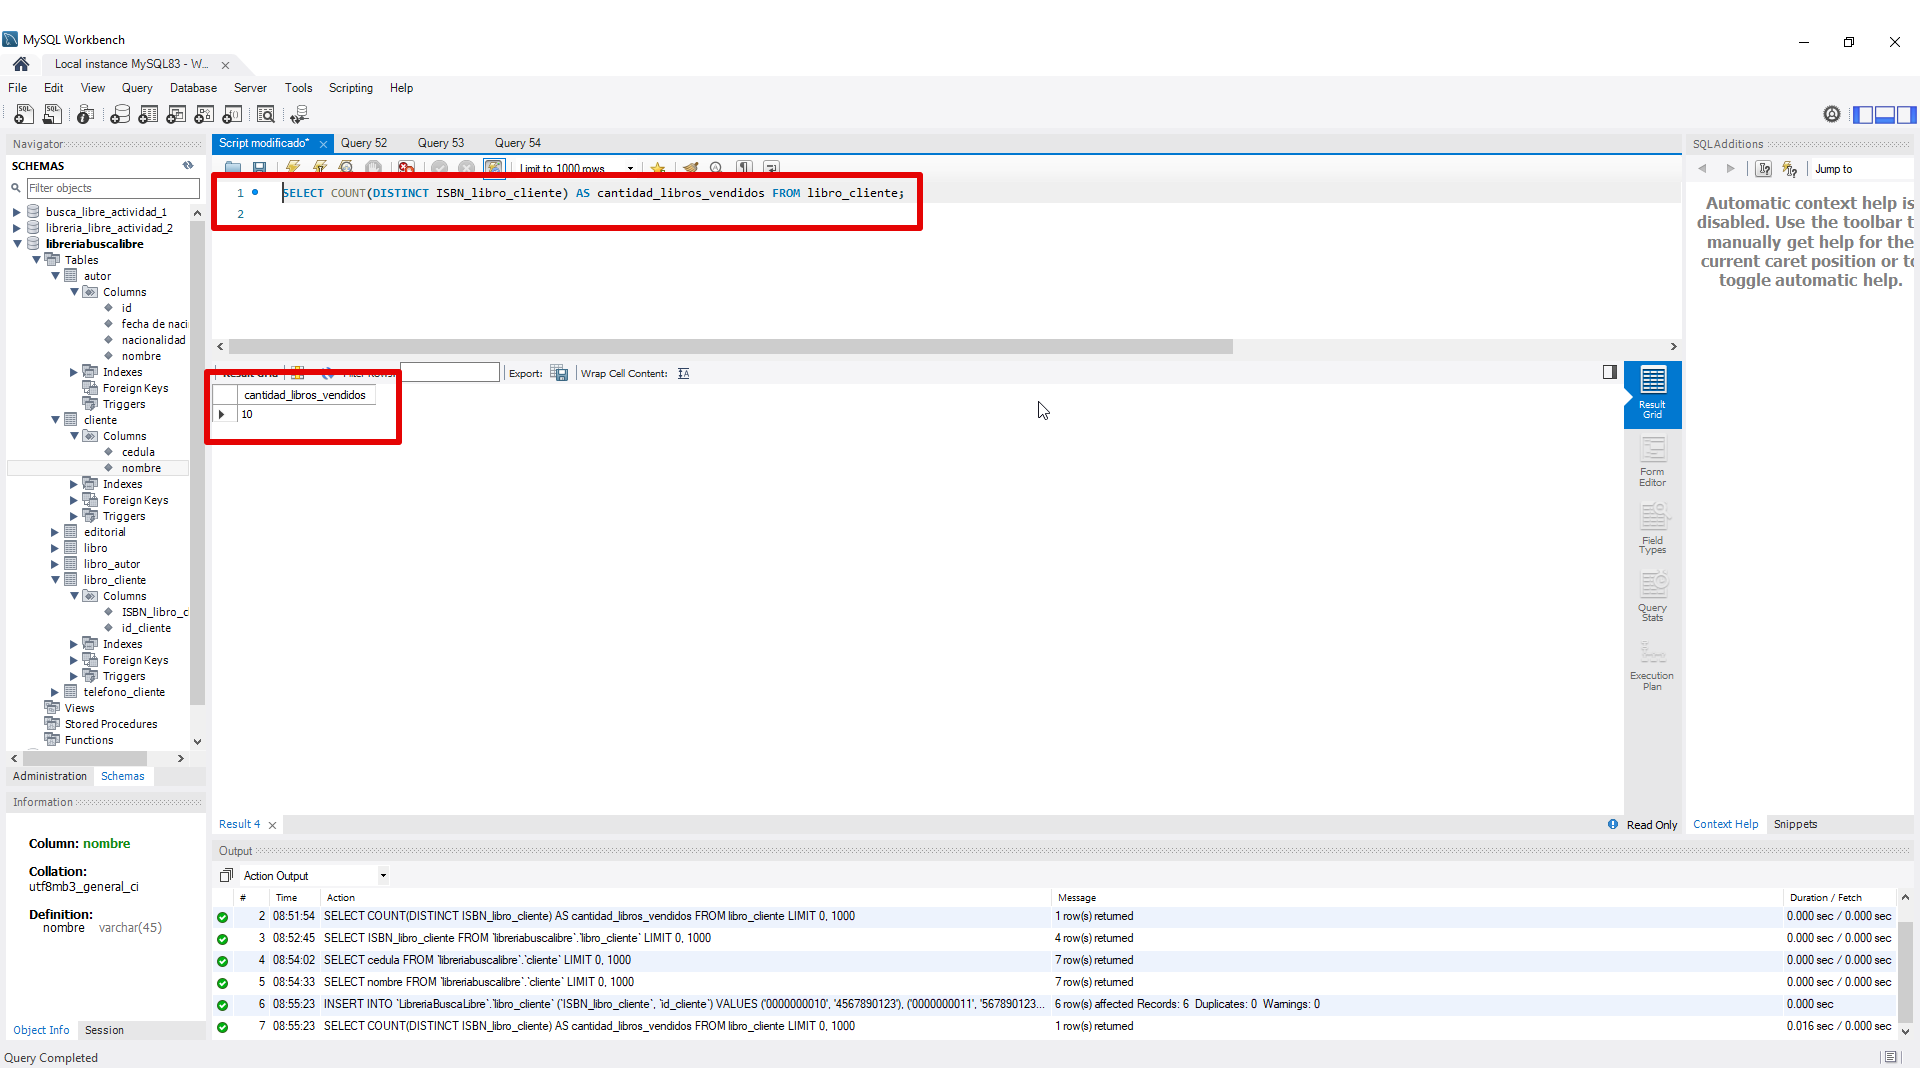 MySQL Workbench
Local instance MySQL83 - W...
File Edit View Query Database Server Tools Scripting Help
Navigator
SCHEMAS
Filter objects
busca_libre_actividad_1
libreria_libre_actividad_2
libreriabuscalibre
Tables
autor
Columns
id
fecha de naci
nacionalidad
nombre
Indexes
Foreign Keys
Triggers
cliente
Columns
cedula
nombre
Indexes
Foreign Keys
Triggers
editorial
libro
libro_autor
libro_cliente
Columns
ISBN_libro_c
id_cliente
Indexes
Foreign Keys
Triggers
telefono_cliente
Views
Stored Procedures
Functions
Administration Schemas
Information
Column: nombre
Collation:
utf8mb3_general_ci
Definition:
nombre varchar(45)
Object Info Session
Query Completed
Script modificado* Query 52 Query 53 Query 54
Limit to 1000 rows
1 SELECT COUNT(DISTINCT ISBN_libro_cliente) AS cantidad_libros_vendidos FROM libro_cliente;
2
Result Grid Filter Rows: Export: Wrap Cell Content:
cantidad_libros_vendidos
10
Result
Grid
Form
Editor
Field
Types
Query
Stats
Execution
Plan
Result 4 Read Only
SQLAdditions
Jump to
Automatic context help is
disabled. Use the toolbar t
manually get help for the
current caret position or to
toggle automatic help.
Context Help Snippets
Output
Action Output
# Time Action Message Duration / Fetch
2 08:51:54 SELECT COUNT(DISTINCT ISBN_libro_cliente) AS cantidad_libros_vendidos FROM libro_cliente LIMIT 0, 1000 1 row(s) returned 0.000 sec / 0.000 sec
3 08:52:45 SELECT ISBN_libro_cliente FROM `libreriabuscalibre`.`libro_cliente` LIMIT 0, 1000 4 row(s) returned 0.000 sec / 0.000 sec
4 08:54:02 SELECT cedula FROM `libreriabuscalibre`.`cliente` LIMIT 0, 1000 7 row(s) returned 0.000 sec / 0.000 sec
5 08:54:33 SELECT nombre FROM `libreriabuscalibre`.`cliente` LIMIT 0, 1000 7 row(s) returned 0.000 sec / 0.000 sec
6 08:55:23 INSERT INTO `LibreriaBuscaLibre`.`libro_cliente` (`ISBN_libro_cliente`, `id_cliente`) VALUES ('0000000010', '4567890123'), ('0000000011', '567890123... 6 row(s) affected Records: 6 Duplicates: 0 Warnings: 0 0.000 sec
7 08:55:23 SELECT COUNT(DISTINCT ISBN_libro_cliente) AS cantidad_libros_vendidos FROM libro_cliente LIMIT 0, 1000 1 row(s) returned 0.016 sec / 0.000 sec